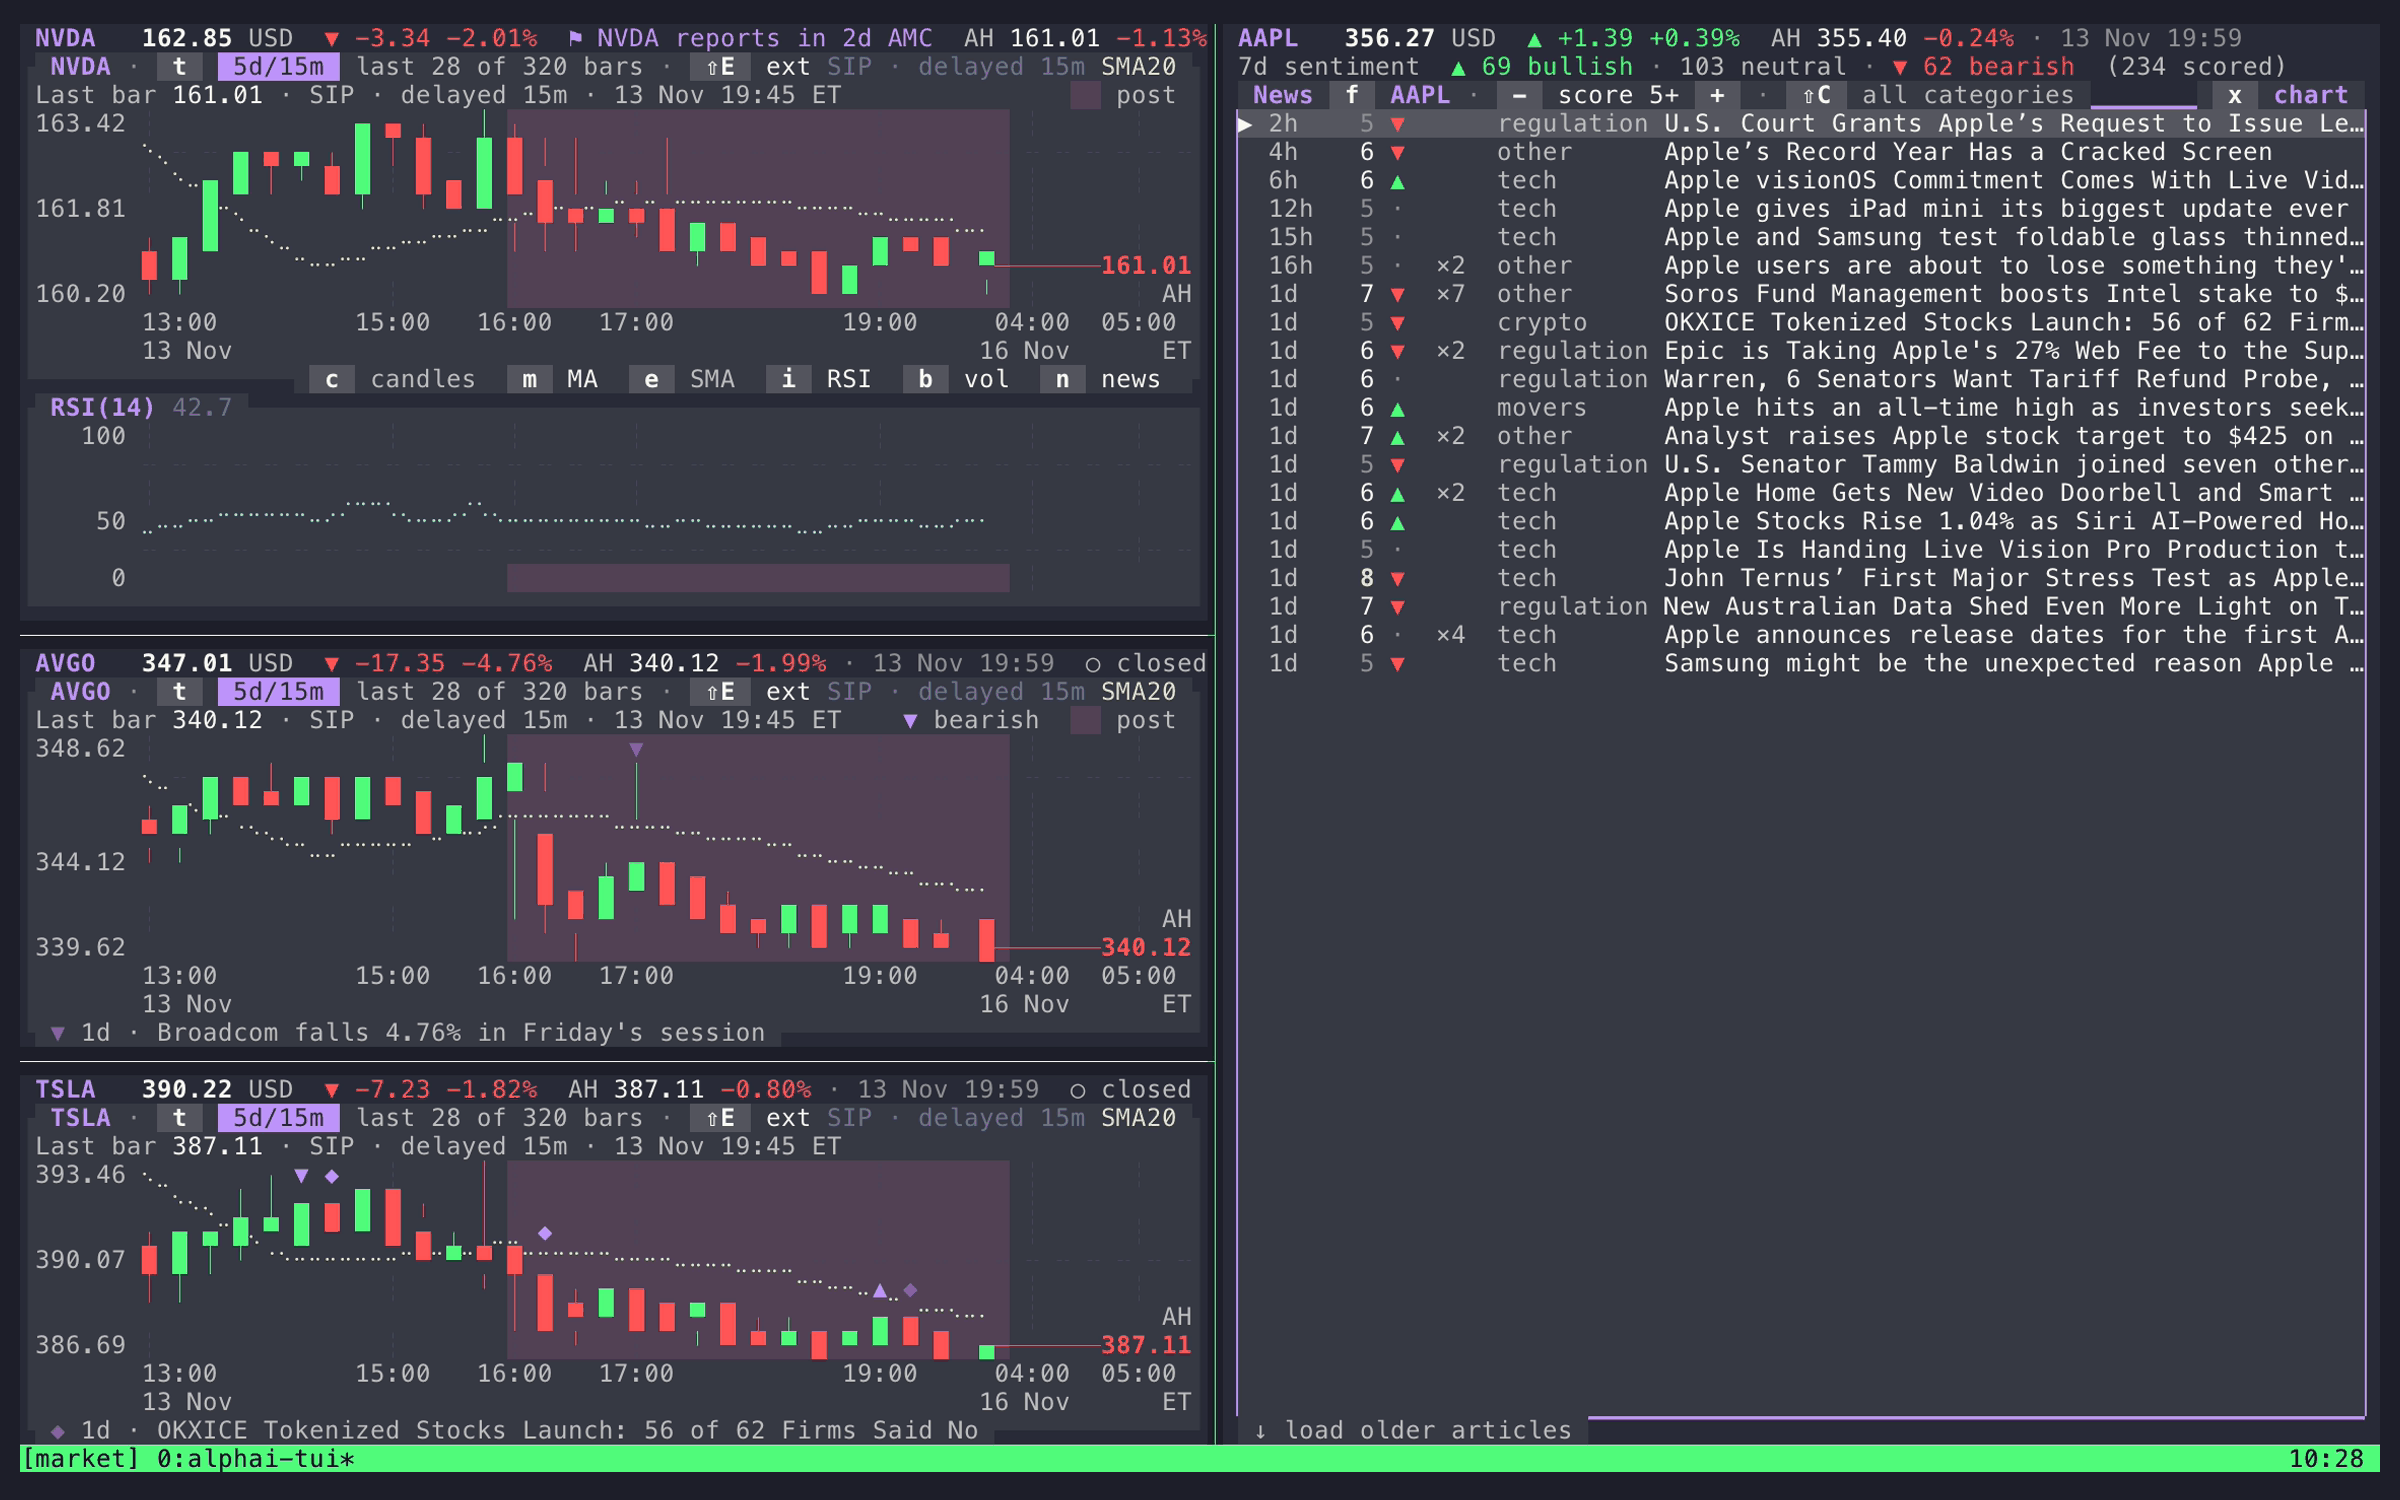 NVDA 162.85 USD ▼ −3.34 −2.01% ⚑ NVDA reports in 2d AMC AH 161.01 −1.13%
NVDA · t 5d/15m last 28 of 320 bars · ⇧E ext SIP · delayed 15m SMA20
Last bar 161.01 · SIP · delayed 15m · 13 Nov 19:45 ET post
163.42
161.81
161.01
160.20 AH
13:00 15:00 16:00 17:00 19:00 04:00 05:00
13 Nov 16 Nov ET
c candles m MA e SMA i RSI b vol n news
RSI(14) 42.7
100
50
0
AVGO 347.01 USD ▼ −17.35 −4.76% AH 340.12 −1.99% · 13 Nov 19:59 ○ closed
AVGO · t 5d/15m last 28 of 320 bars · ⇧E ext SIP · delayed 15m SMA20
Last bar 340.12 · SIP · delayed 15m · 13 Nov 19:45 ET ▼ bearish post
348.62
344.12
AH
339.62 340.12
13:00 15:00 16:00 17:00 19:00 04:00 05:00
13 Nov 16 Nov ET
▼ 1d · Broadcom falls 4.76% in Friday's session
TSLA 390.22 USD ▼ −7.23 −1.82% AH 387.11 −0.80% · 13 Nov 19:59 ○ closed
TSLA · t 5d/15m last 28 of 320 bars · ⇧E ext SIP · delayed 15m SMA20
Last bar 387.11 · SIP · delayed 15m · 13 Nov 19:45 ET
393.46
390.07
AH
386.69 387.11
13:00 15:00 16:00 17:00 19:00 04:00 05:00
13 Nov 16 Nov ET
◆ 1d · OKXICE Tokenized Stocks Launch: 56 of 62 Firms Said No
AAPL 356.27 USD ▲ +1.39 +0.39% AH 355.40 −0.24% · 13 Nov 19:59
7d sentiment ▲ 69 bullish · 103 neutral · ▼ 62 bearish (234 scored)
News f AAPL · − score 5+ + · ⇧C all categories x chart
▶ 2h 5 ▼ regulation U.S. Court Grants Apple’s Request to Issue Le…
4h 6 ▼ other Apple’s Record Year Has a Cracked Screen
6h 6 ▲ tech Apple visionOS Commitment Comes With Live Vid…
12h 5 · tech Apple gives iPad mini its biggest update ever
15h 5 · tech Apple and Samsung test foldable glass thinned…
16h 5 · ×2 other Apple users are about to lose something they'…
1d 7 ▼ ×7 other Soros Fund Management boosts Intel stake to $…
1d 5 ▼ crypto OKXICE Tokenized Stocks Launch: 56 of 62 Firm…
1d 6 ▼ ×2 regulation Epic is Taking Apple's 27% Web Fee to the Sup…
1d 6 · regulation Warren, 6 Senators Want Tariff Refund Probe, …
1d 6 ▲ movers Apple hits an all−time high as investors seek…
1d 7 ▲ ×2 other Analyst raises Apple stock target to $425 on …
1d 5 ▼ regulation U.S. Senator Tammy Baldwin joined seven other…
1d 6 ▲ ×2 tech Apple Home Gets New Video Doorbell and Smart …
1d 6 ▲ tech Apple Stocks Rise 1.04% as Siri AI−Powered Ho…
1d 5 · tech Apple Is Handing Live Vision Pro Production t…
1d 8 ▼ tech John Ternus’ First Major Stress Test as Apple…
1d 7 ▼ regulation New Australian Data Shed Even More Light on T…
1d 6 · ×4 tech Apple announces release dates for the first A…
1d 5 ▼ tech Samsung might be the unexpected reason Apple …
↓ load older articles
[market] 0:alphai−tui* 10:28